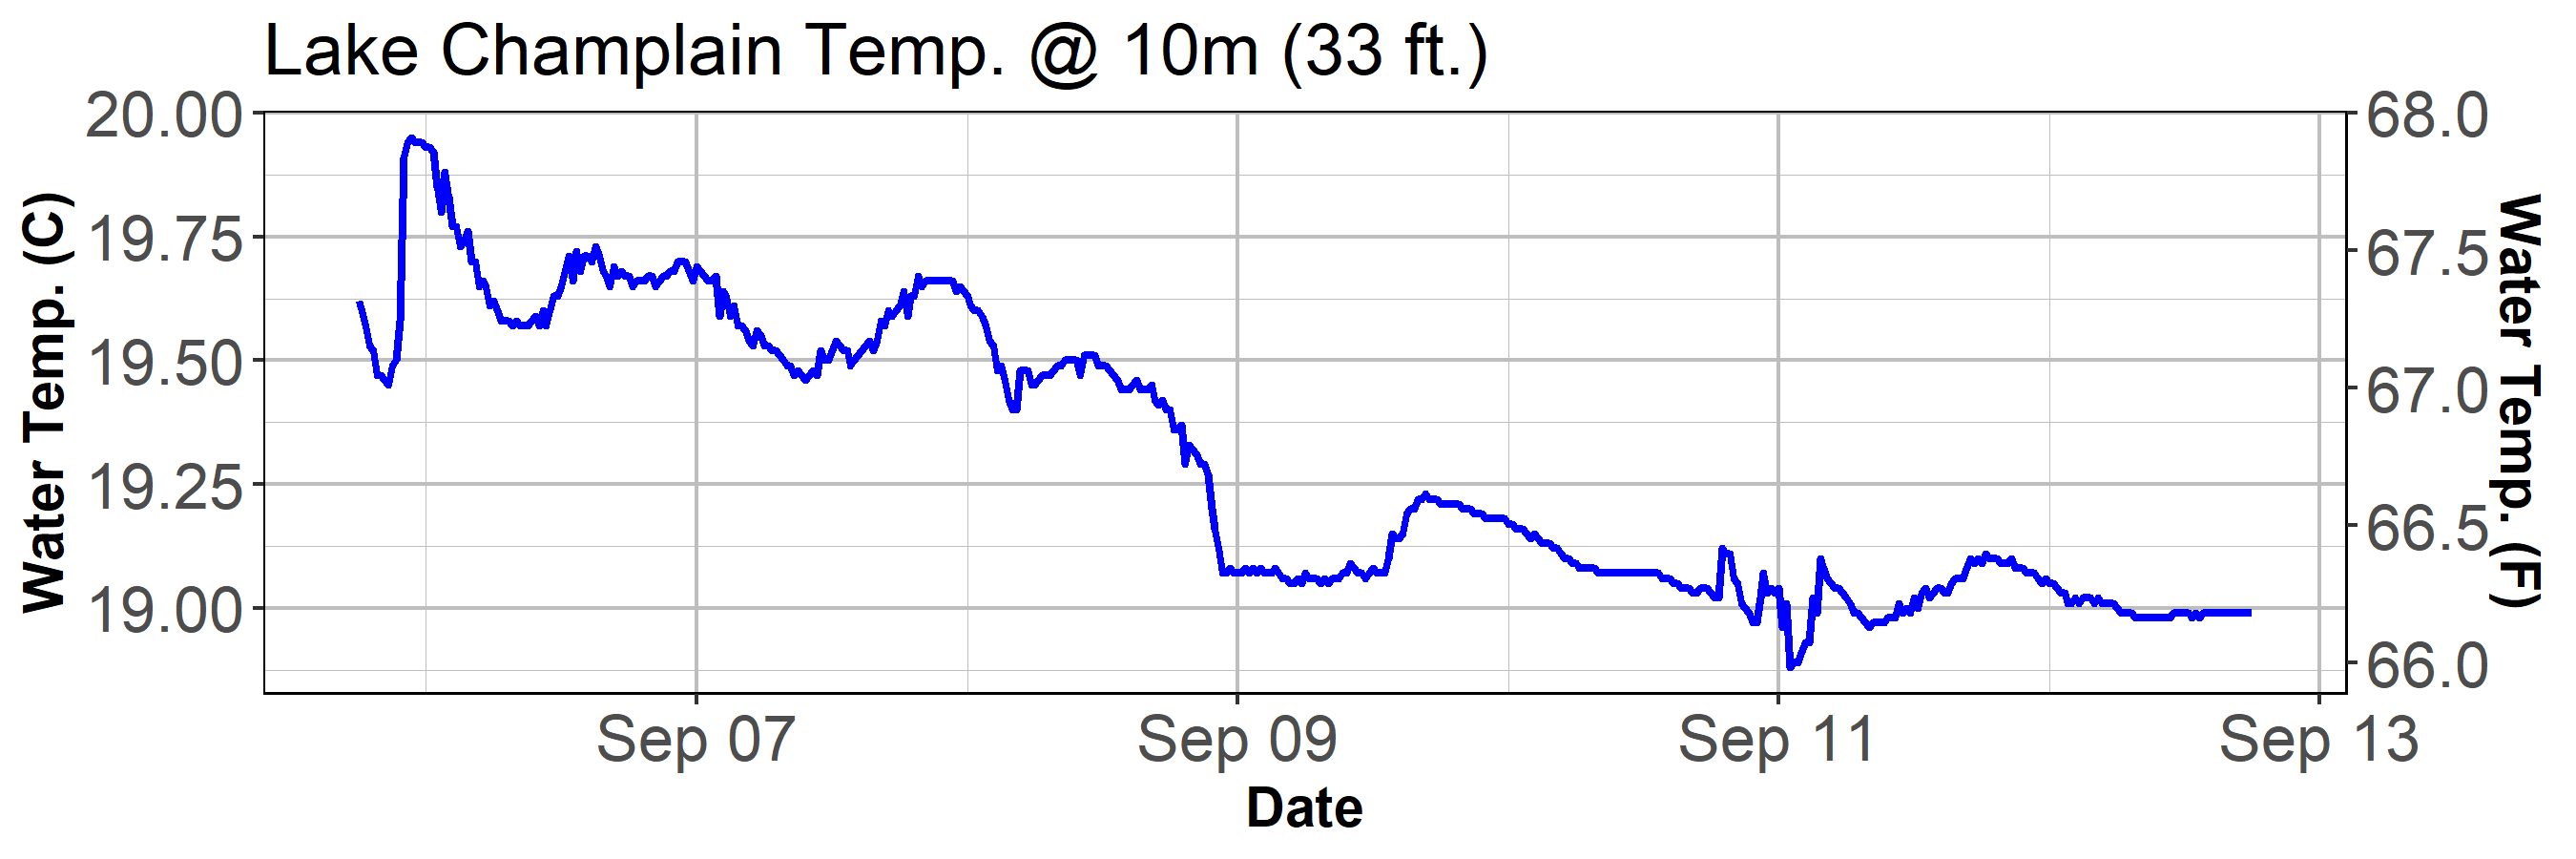 Lake Champlain Temp. @ 10m (33 ft.)
Water Temp. (C)
20.00
19.75
19.50
19.25
19.00
68.0
67.5
67.0
66.5
66.0
Water Temp. (F)
Sep 07 Sep 09 Sep 11 Sep 13
Date